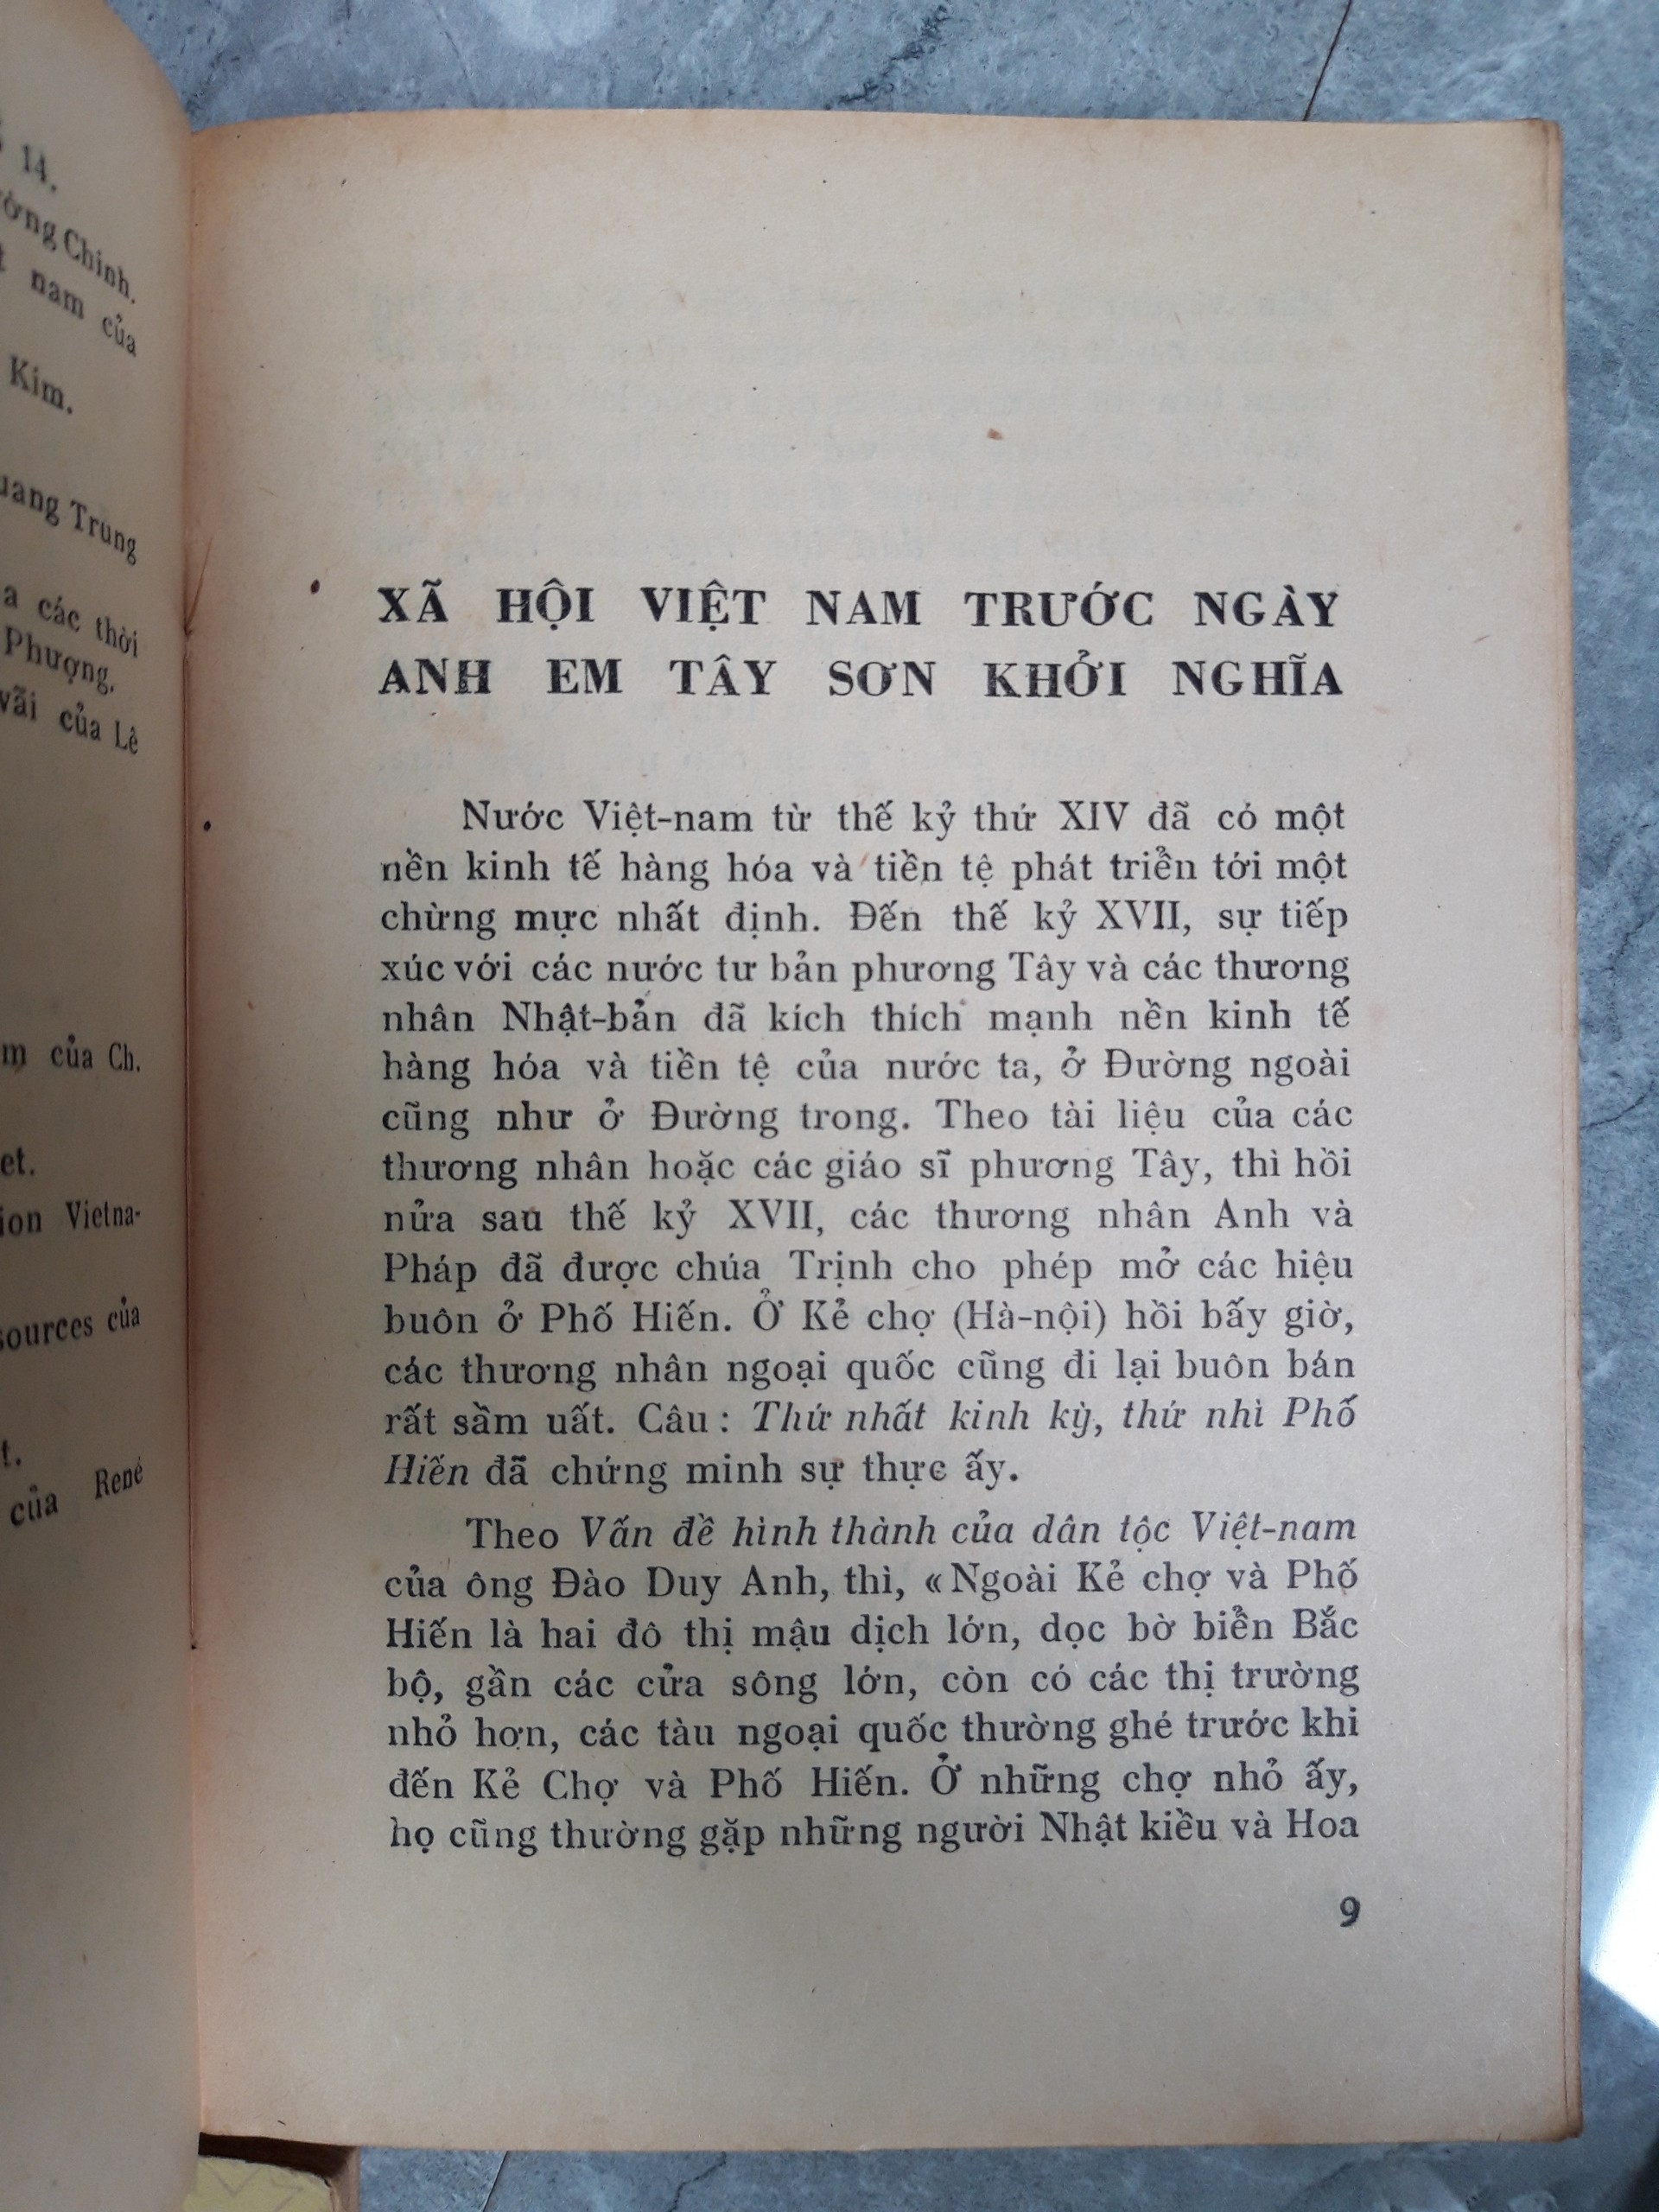 14.
Chinh.
nam của
Kim.
Trung
các thời
Phượng.
vãi của Lê
của Ch.
Vietna-
của
của René
XÃ HỘI VIỆT NAM TRƯỚC NGÀY
ANH EM TÂY SƠN KHỞI NGHĨA
Nước Việt-nam từ thế kỷ thứ XIV đã có một
nền kinh tế hàng hóa và tiền tệ phát triển tới một
chừng mực nhất định. Đến thế kỷ XVII, sự tiếp
xúc với các nước tư bản phương Tây và các thương
nhân Nhật-bản đã kích thích mạnh nền kinh tế
hàng hóa và tiền tệ của nước ta, ở Đường ngoài
cũng như ở Đường trong. Theo tài liệu của các
thương nhân hoặc các giáo sĩ phương Tây, thì hồi
nửa sau thế kỷ XVII, các thương nhân Anh và
Pháp đã được chúa Trịnh cho phép mở các hiệu
buôn ở Phố Hiến. Ở Kẻ chợ (Hà-nội) hồi bấy giờ,
các thương nhân ngoại quốc cũng đi lại buôn bán
rất sầm uất. Câu : Thứ nhất kinh kỳ, thứ nhì Phố
Hiến đã chứng minh sự thực ấy.
Theo Vấn đề hình thành của dân tộc Việt-nam
của ông Đào Duy Anh, thì, « Ngoài Kẻ chợ và Phố
Hiến là hai đô thị mậu dịch lớn, dọc bờ biển Bắc
bộ, gần các cửa sông lớn, còn có các thị trường
nhỏ hơn, các tàu ngoại quốc thường ghé trước khi
đến Kẻ Chợ và Phố Hiến. Ở những chợ nhỏ ấy,
họ cũng thường gặp những người Nhật kiều và Hoa
9